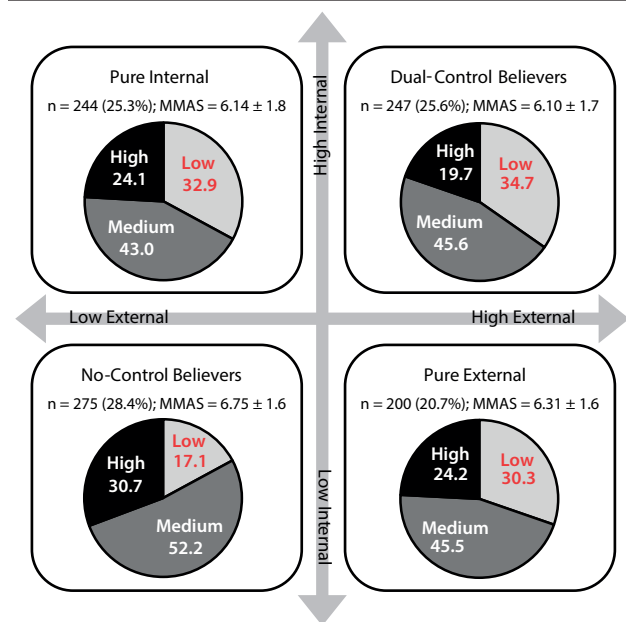 Pure Internal
n = 244 (25.3%); MMAS = 6.14 ± 1.8
High
24.1
Low
32.9
Medium
43.0
High Internal
Dual-Control Believers
n = 247 (25.6%); MMAS = 6.10 ± 1.7
High
19.7
Low
34.7
Medium
45.6
Low External
High External
No-Control Believers
n = 275 (28.4%); MMAS = 6.75 ± 1.6
High
30.7
Low
17.1
Medium
52.2
Low Internal
Pure External
n = 200 (20.7%); MMAS = 6.31 ± 1.6
High
24.2
Low
30.3
Medium
45.5